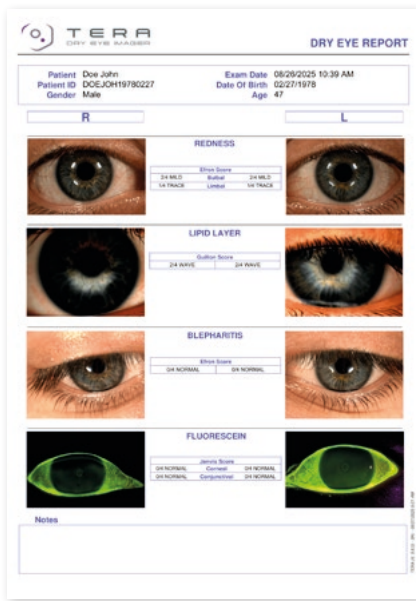 TERA
DRY EYE IMAGER
DRY EYE REPORT
Patient Doe John Exam Date 08/26/2025 10:39 AM
Patient ID DOEJOH19780227 Date Of Birth 02/27/1978
Gender Male Age 47
R L
REDNESS
Efron Score
2/4 MILD Bulbar 2/4 MILD
1/4 TRACE Limbal 1/4 TRACE
LIPID LAYER
Guillon Score
2/4 WAVE 2/4 WAVE
BLEPHARITIS
Efron Score
0/4 NORMAL 0/4 NORMAL
FLUORESCEIN
Score
0/4 NORMAL Corneal 0/4 NORMAL
0/4 NORMAL Conjunctival 0/4 NORMAL
Notes